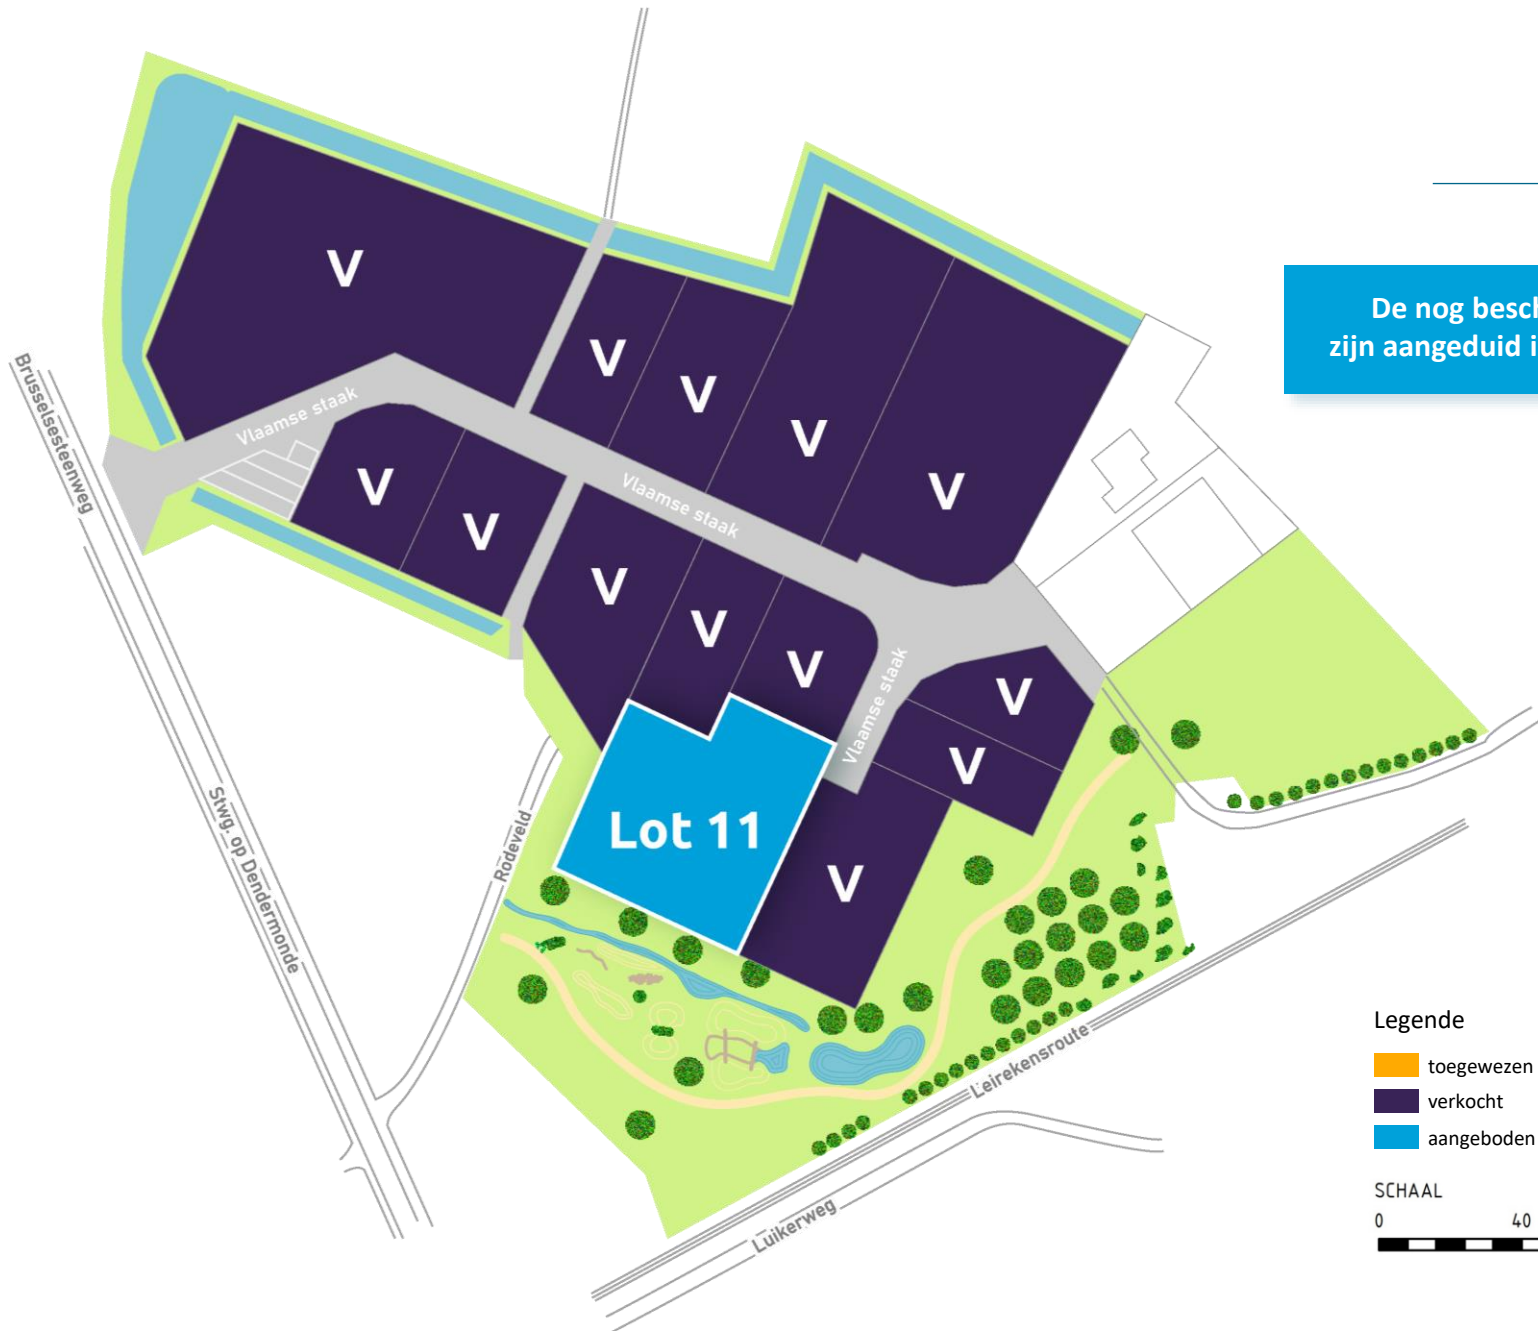 V
V
V
V
V
De nog besch
zijn aangeduid i
Vlaamse staak
Brusselsesteenweg
V
V
Vlaamse staak
V
V
V
Vlaamse staak
V
V
Lot 11
V
Rodeveld
Stwg. op Dendermonde
Leirekensroute
Luikerweg
Legende
toegewezen
verkocht
aangeboden
SCHAAL
0 40